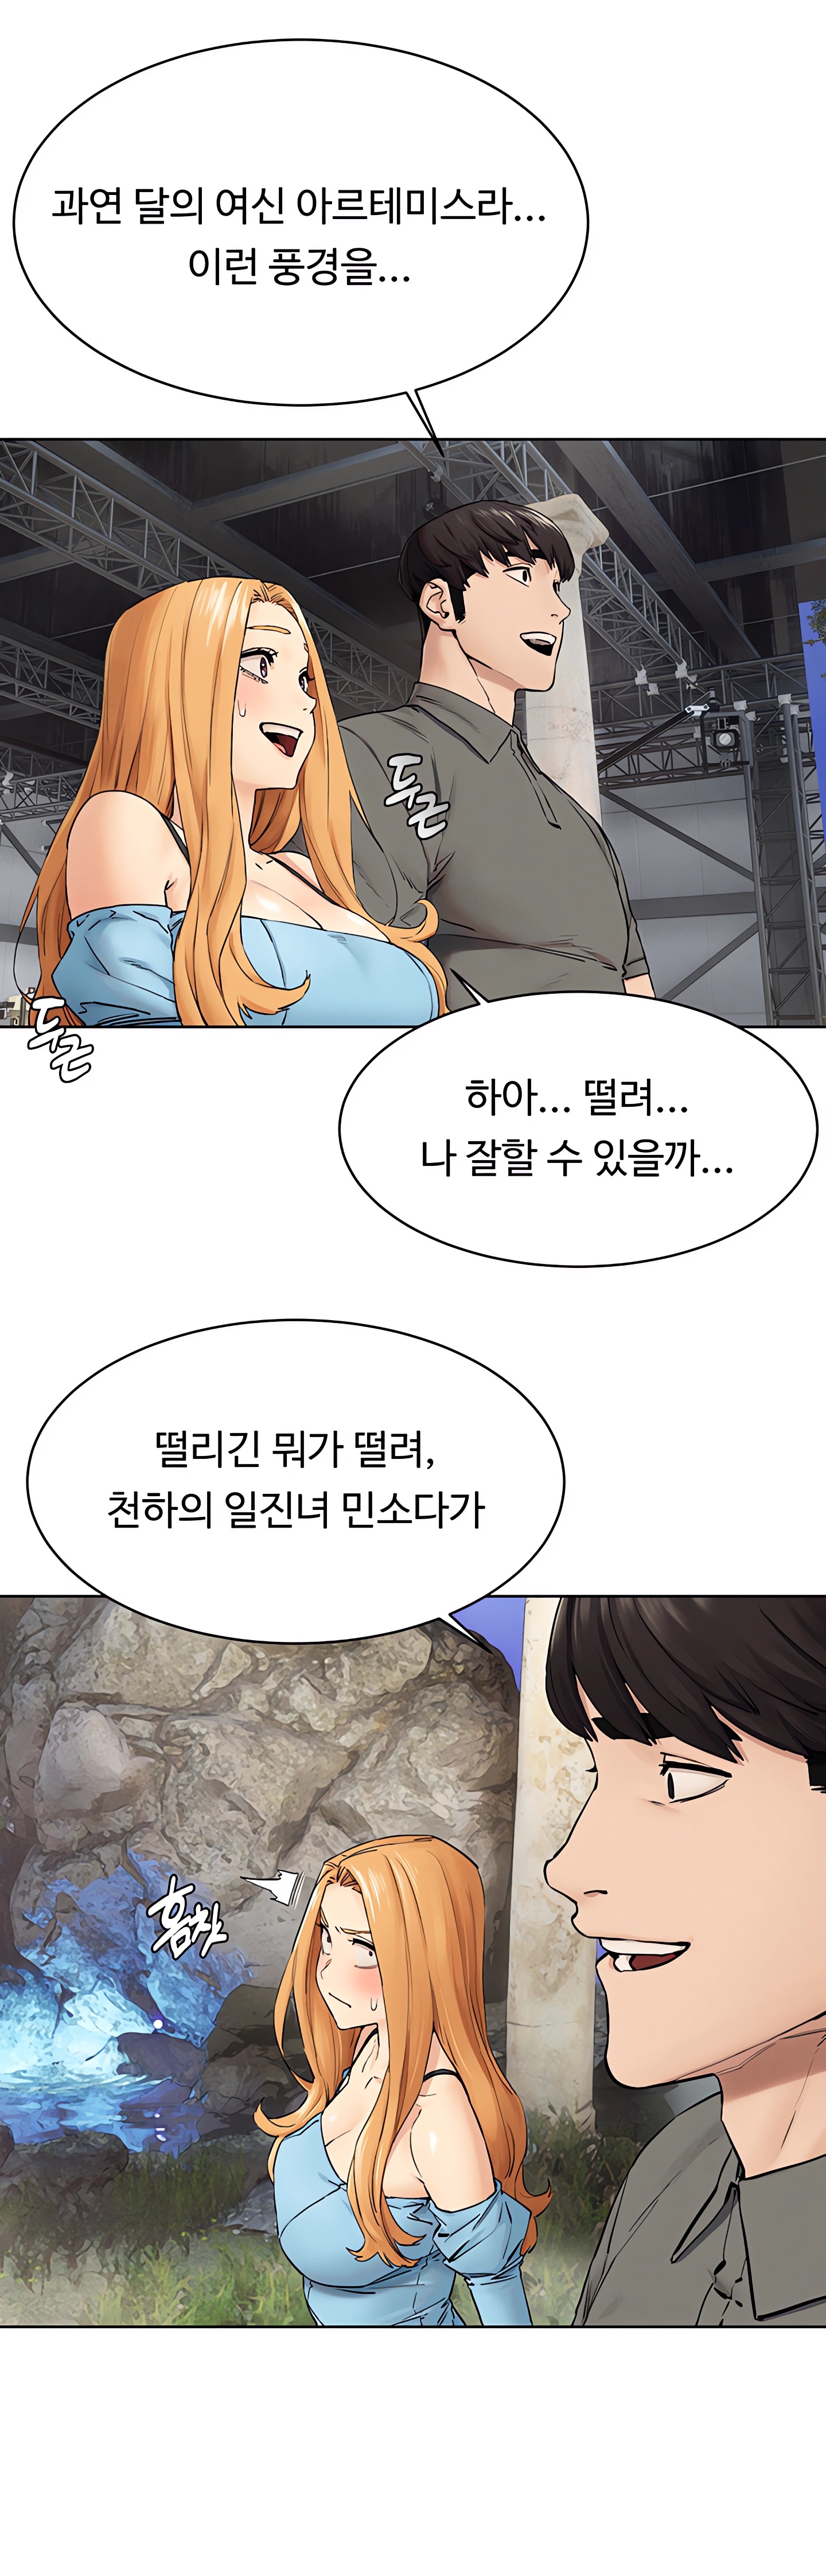 과연 달의 여신 아르테미스라...
이런 풍경을...
두근
두근
하아... 떨려...
나 잘할 수 있을까...
떨리긴 뭐가 떨려,
천하의 일진녀 민소다가
흠칫